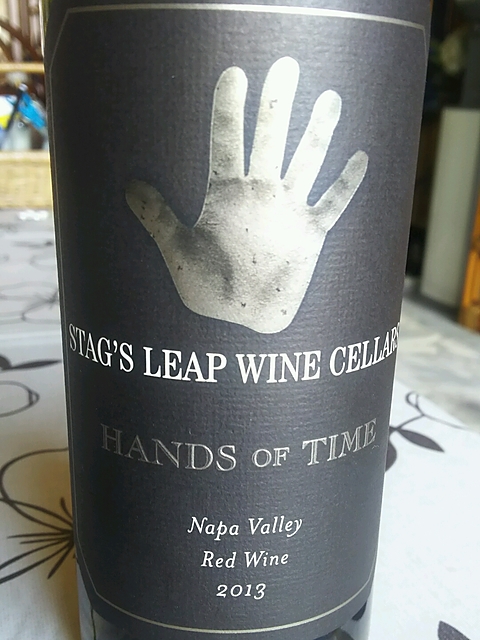 STAG'S LEAP WINE CELLARS
HANDS OF TIME
Napa Valley
Red Wine
2013